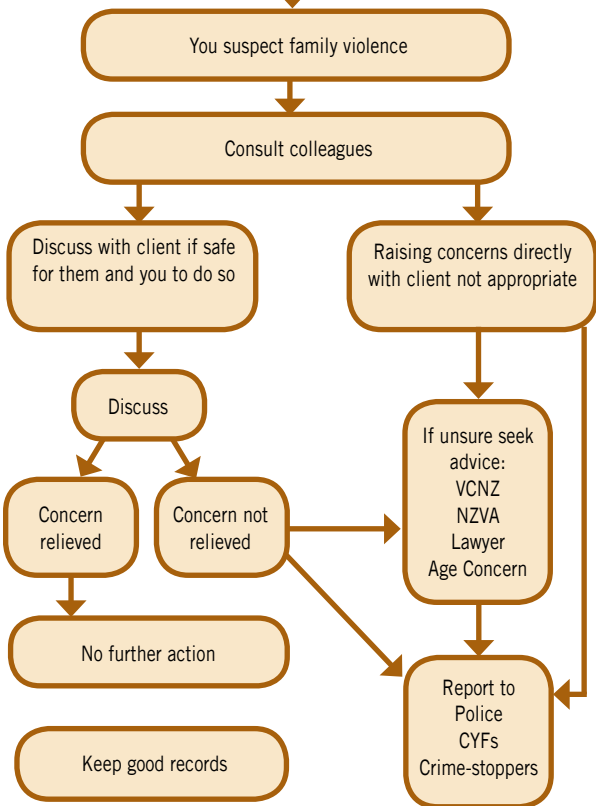 You suspect family violence
Consult colleagues
Discuss with client if safe
for them and you to do so
Raising concerns directly
with client not appropriate
Discuss
If unsure seek
advice:
VCNZ
NZVA
Lawyer
Age Concern
Concern
relieved
Concern not
relieved
No further action
Report to
Police
CYFs
Crime-stoppers
Keep good records